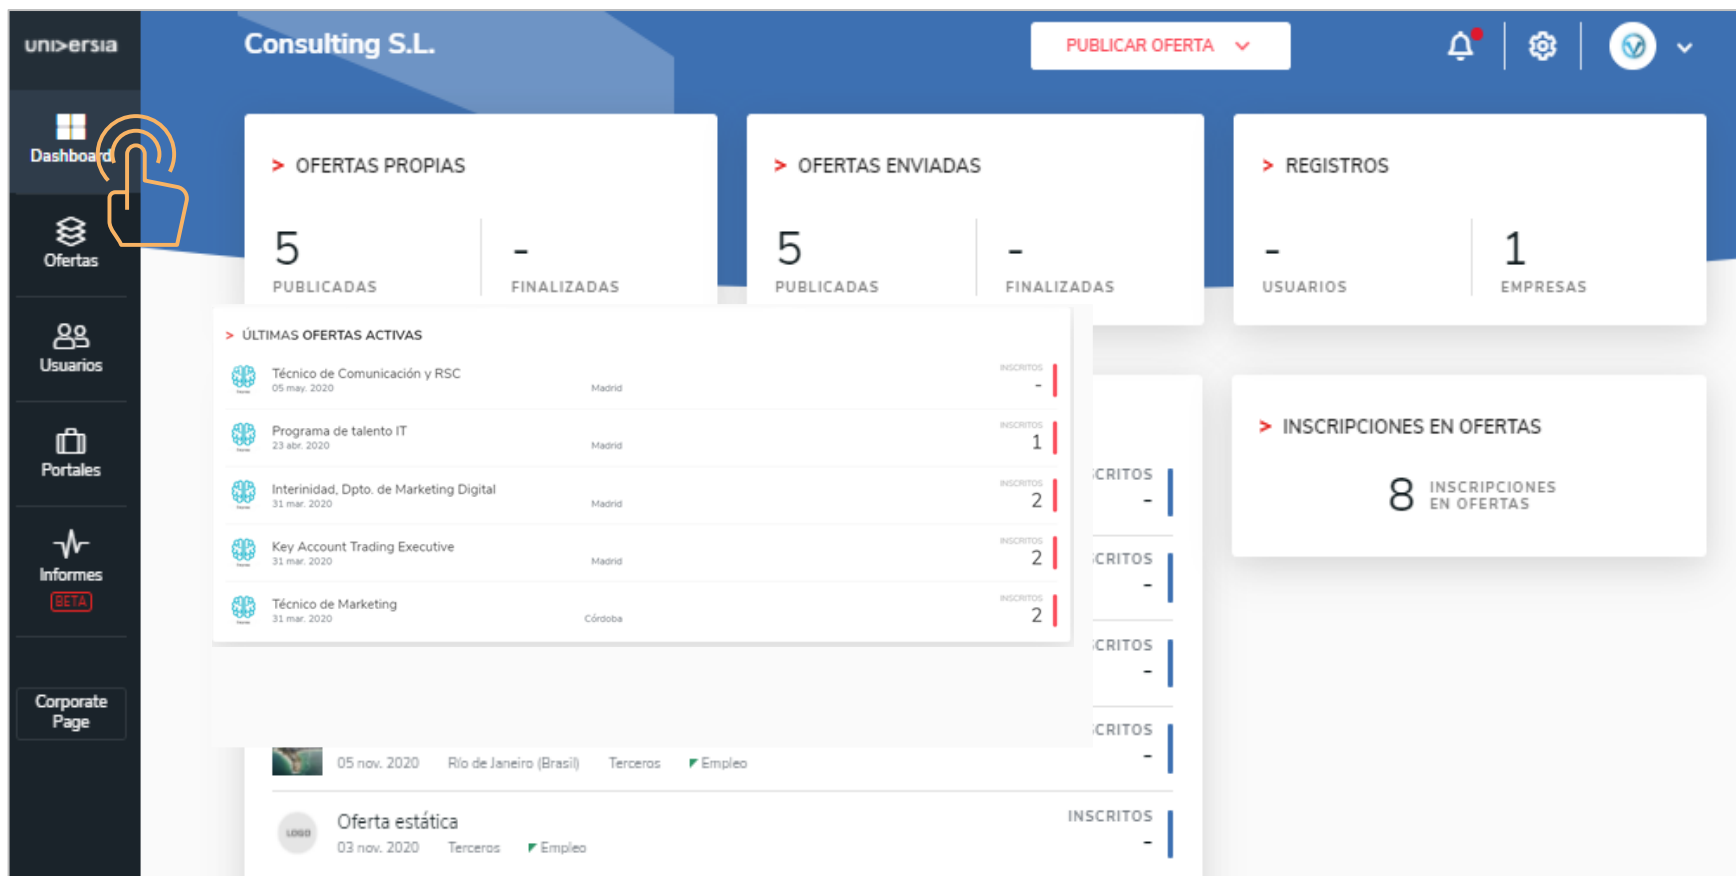 unı>ersıa
Consulting S.L.
PUBLICAR OFERTA
Dashboard
Ofertas
Usuarios
Portales
Informes
BETA
Corporate
Page
> OFERTAS PROPIAS
5
PUBLICADAS
-
FINALIZADAS
> OFERTAS ENVIADAS
5
PUBLICADAS
-
FINALIZADAS
> REGISTROS
-
USUARIOS
1
EMPRESAS
> ÚLTIMAS OFERTAS ACTIVAS
Técnico de Comunicación y RSC
05 may. 2020 Madrid
INSCRITOS
-
Programa de talento IT
23 abr. 2020 Madrid
INSCRITOS
1
Interinidad, Dpto. de Marketing Digital
31 mar. 2020 Madrid
INSCRITOS
2
Key Account Trading Executive
31 mar. 2020 Madrid
INSCRITOS
2
Técnico de Marketing
31 mar. 2020 Córdoba
INSCRITOS
2
> INSCRIPCIONES EN OFERTAS
8
INSCRIPCIONES
EN OFERTAS
SCRITOS
-
CRITOS
-
CRITOS
-
CRITOS
-
05 nov. 2020 Río de Janeiro (Brasil) Terceros Empleo
LOGO
Oferta estática
03 nov. 2020 Terceros Empleo
INSCRITOS
-